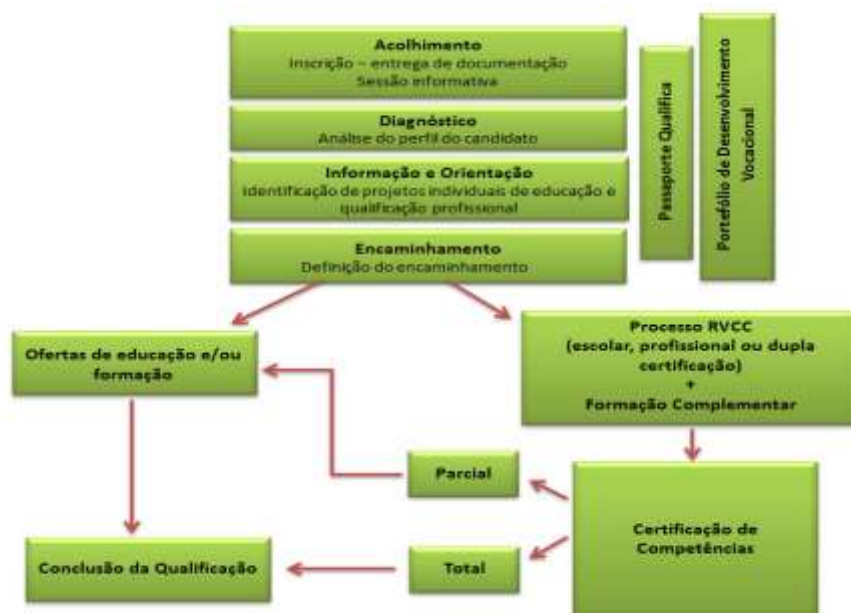 Acolhimento
Inscrição – entrega de documentação
Sessão informativa
Diagnóstico
Análise do perfil do candidato
Informação e Orientação
Identificação de projetos individuais de educação e
qualificação profissional
Encaminhamento
Definição do encaminhamento
Passaporte Qualifica
Portefólio de Desenvolvimento
Vocacional
Ofertas de educação e/ou
formação
Processo RVCC
(escolar, profissional ou dupla
certificação)
+
Formação Complementar
Parcial
Certificação de
Competências
Total
Conclusão da Qualificação